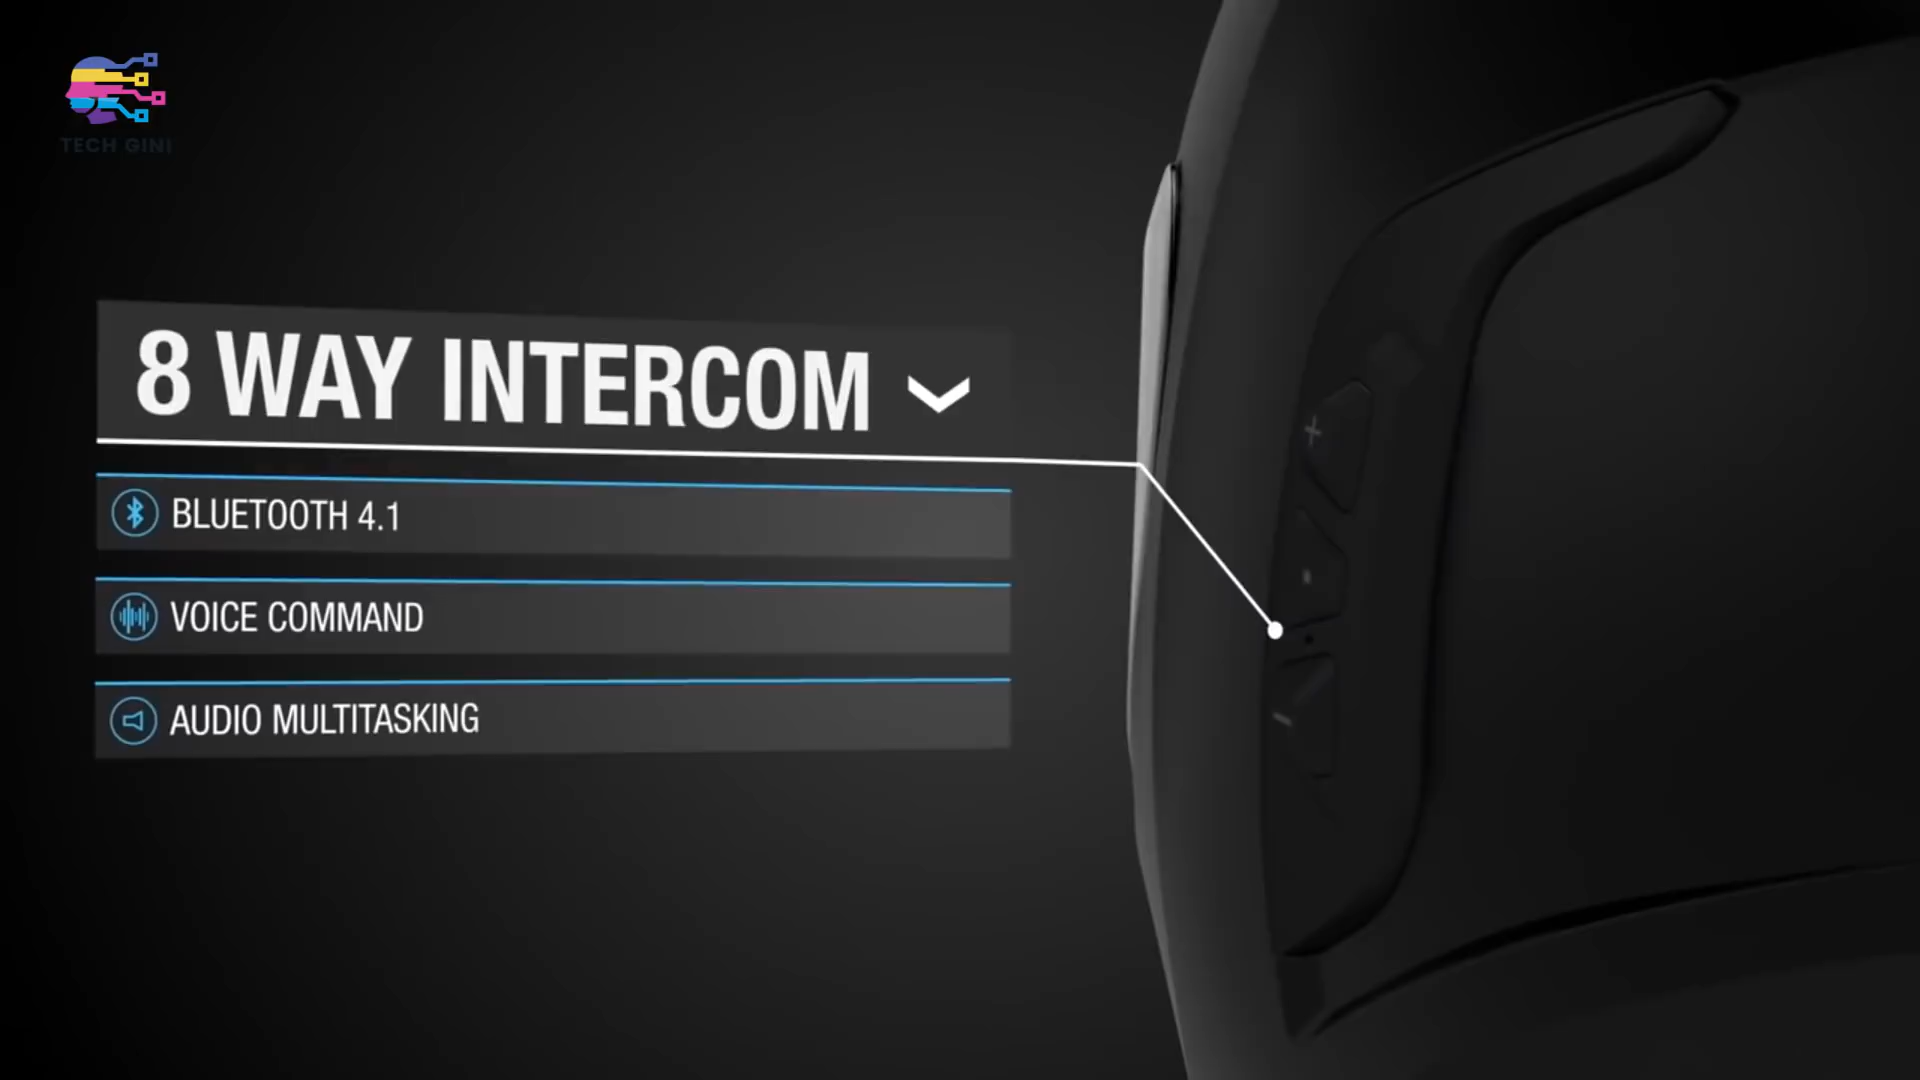 TECH GINI
8 WAY INTERCOM
BLUETOOTH 4.1
VOICE COMMAND
AUDIO MULTITASKING